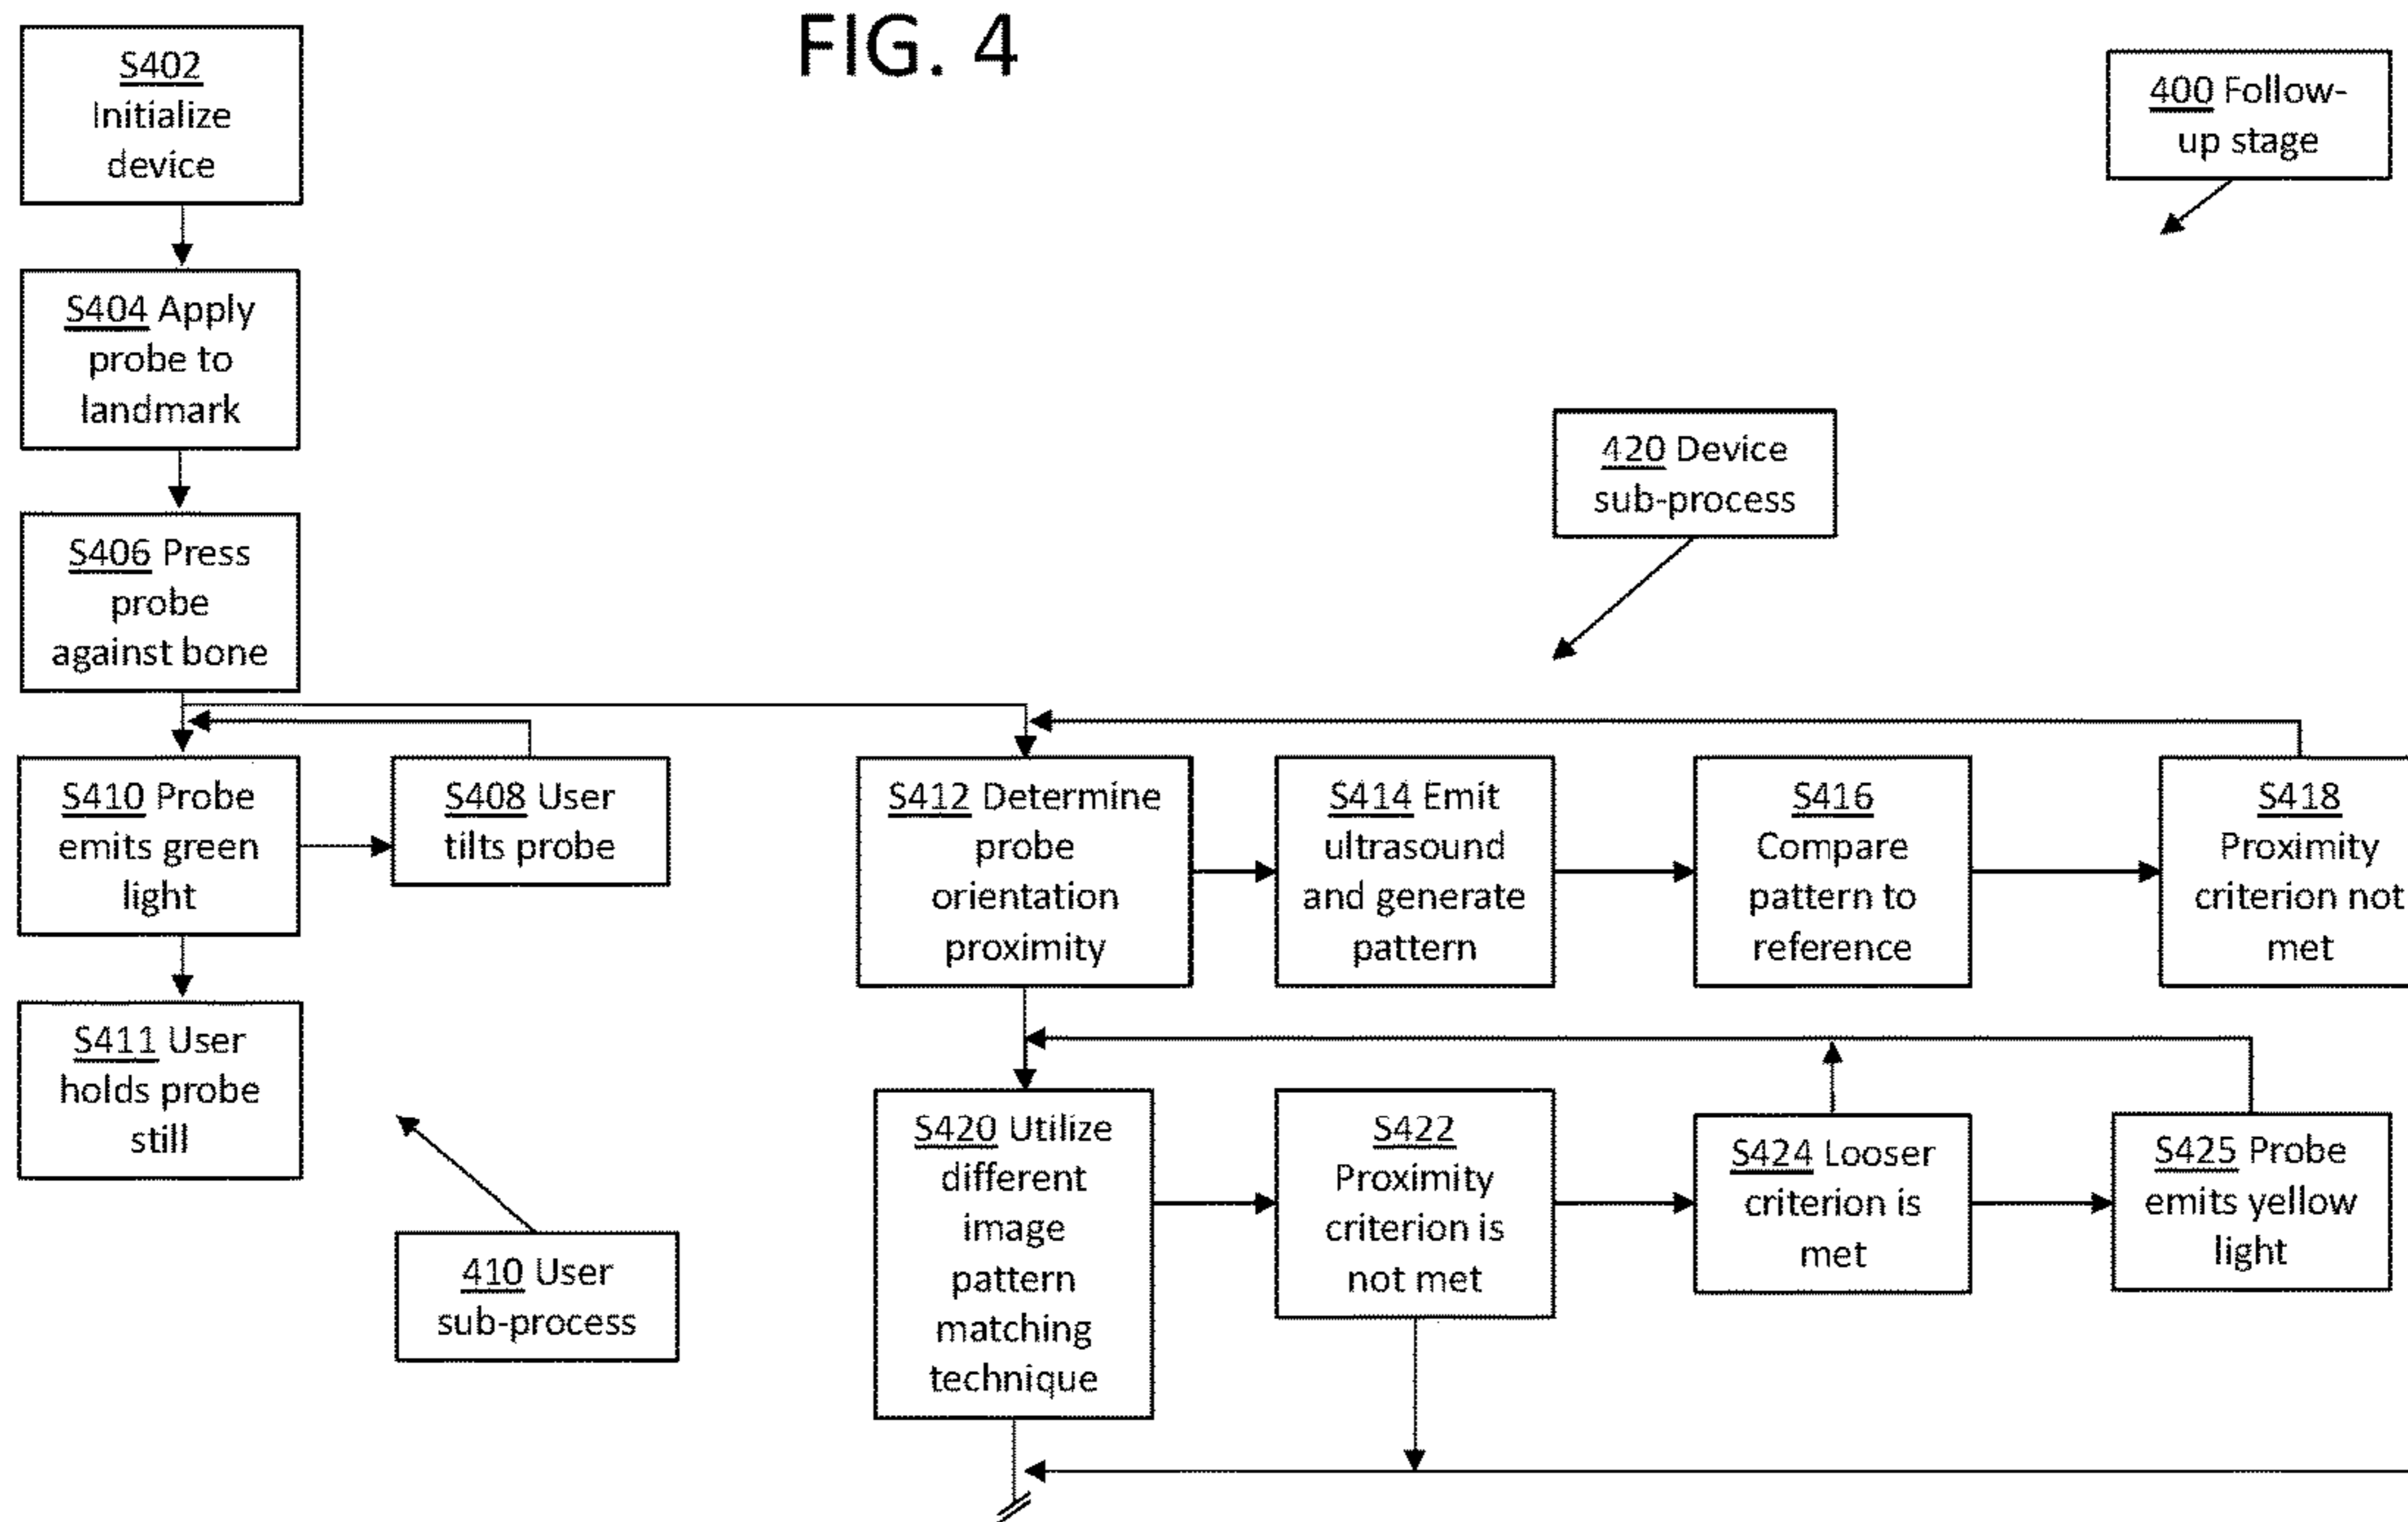 FIG. 4
S402
Initialize
device
400 Follow-
up stage
S404 Apply
probe to
landmark
420 Device
sub-process
S406 Press
probe
against bone
S410 Probe
emits green
light
S408 User
tilts probe
S412 Determine
probe
orientation
proximity
S414 Emit
ultrasound
and generate
pattern
S416
Compare
pattern to
reference
S418
Proximity
criterion not
met
S411 User
holds probe
still
410 User
sub-process
S420 Utilize
different
image
pattern
matching
technique
S422
Proximity
criterion is
not met
S424 Looser
criterion is
met
S425 Probe
emits yellow
light